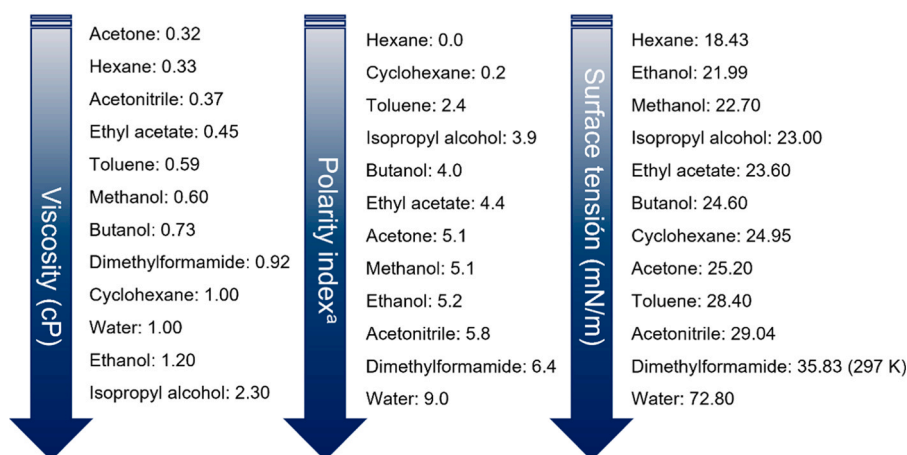 Viscosity (cP)
Acetone: 0.32
Hexane: 0.33
Acetonitrile: 0.37
Ethyl acetate: 0.45
Toluene: 0.59
Methanol: 0.60
Butanol: 0.73
Dimethylformamide: 0.92
Cyclohexane: 1.00
Water: 1.00
Ethanol: 1.20
Isopropyl alcohol: 2.30
Polarity indexᵃ
Hexane: 0.0
Cyclohexane: 0.2
Toluene: 2.4
Isopropyl alcohol: 3.9
Butanol: 4.0
Ethyl acetate: 4.4
Acetone: 5.1
Methanol: 5.1
Ethanol: 5.2
Acetonitrile: 5.8
Dimethylformamide: 6.4
Water: 9.0
Surface tensión (mN/m)
Hexane: 18.43
Ethanol: 21.99
Methanol: 22.70
Isopropyl alcohol: 23.00
Ethyl acetate: 23.60
Butanol: 24.60
Cyclohexane: 24.95
Acetone: 25.20
Toluene: 28.40
Acetonitrile: 29.04
Dimethylformamide: 35.83 (297 K)
Water: 72.80